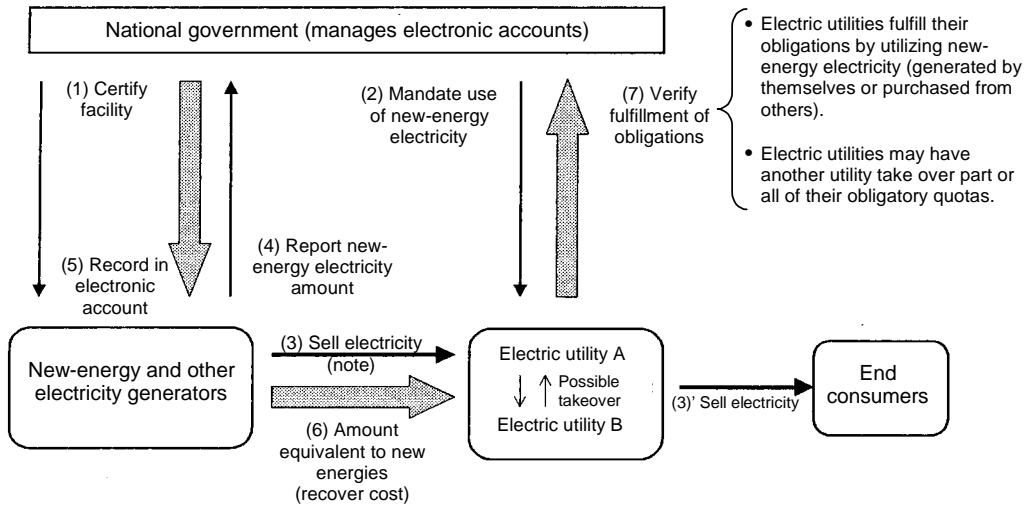 National government (manages electronic accounts)
(1) Certify
facility
(2) Mandate use
of new-energy
electricity
(7) Verify
fulfillment of
obligations
• Electric utilities fulfill their
obligations by utilizing new-
energy electricity (generated by
themselves or purchased from
others).
• Electric utilities may have
another utility take over part or
all of their obligatory quotas.
(5) Record in
electronic
account
(4) Report new-
energy electricity
amount
New-energy and other
electricity generators
(3) Sell electricity
(note)
(6) Amount
equivalent to new
energies
(recover cost)
Electric utility A
Possible
takeover
Electric utility B
(3)' Sell electricity
End
consumers